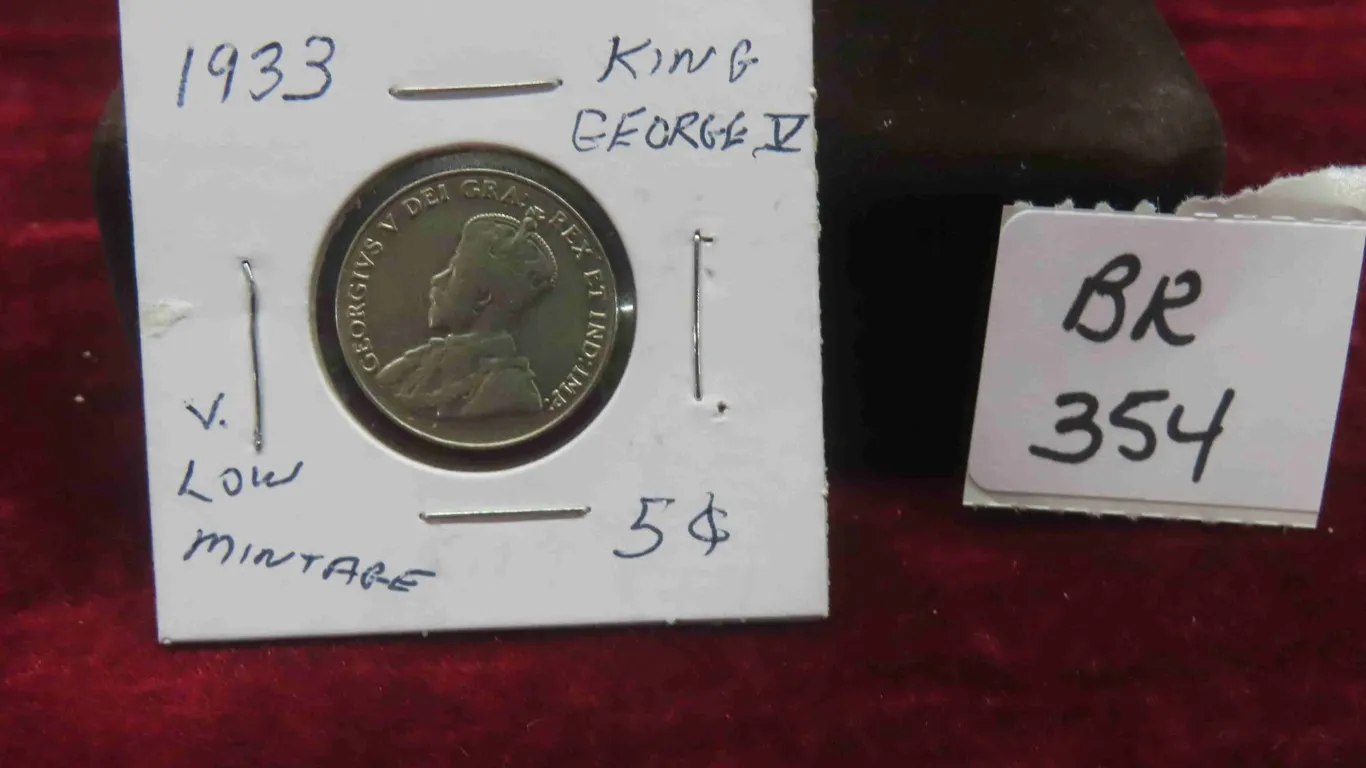 1933
KING
GEORGE V
GEORGIVS V DEI GRA: REX ET IND: IMP:
V.
LOW
MINTAGE
5¢
BR
354